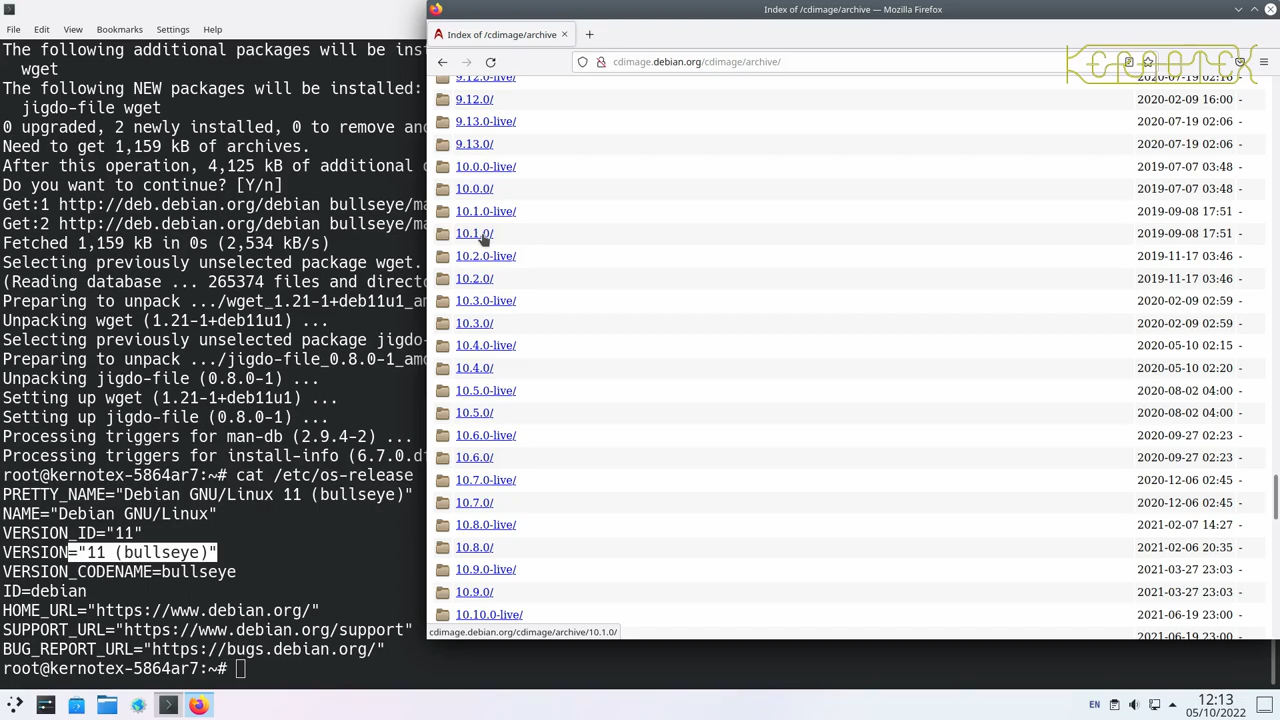 File Edit View Bookmarks Settings Help
The following additional packages will be ins
wget
The following NEW packages will be installed:
jigdo-file wget
0 upgraded, 2 newly installed, 0 to remove an
Need to get 1,159 kB of archives.
After this operation, 4,125 kB of additional
Do you want to continue? [Y/n]
Get:1 http://deb.debian.org/debian bullseye/ma
Get:2 http://deb.debian.org/debian bullseye/ma
Fetched 1,159 kB in 0s (2,534 kB/s)
Selecting previously unselected package wget.
(Reading database ... 263374 files and direct
Preparing to unpack .../wget_1.21-1+deb11u1_am
Unpacking wget (1.21-1+deb11u1) ...
Selecting previously unselected package jigdo-
Preparing to unpack .../jigdo-file_0.8.0-1_am
Unpacking jigdo-file (0.8.0-1) ...
Setting up wget (1.21-1+deb11u1) ...
Setting up jigdo-file (0.8.0-1) ...
Processing triggers for man-db (2.9.4-2) ...
Processing triggers for install-info (6.7.0.d
root@kernotex-5864ar7:~# cat /etc/os-release
PRETTY_NAME="Debian GNU/Linux 11 (bullseye)"
NAME="Debian GNU/Linux"
VERSION_ID="11"
VERSION="11 (bullseye)"
VERSION_CODENAME=bullseye
ID=debian
HOME_URL="https://www.debian.org/"
SUPPORT_URL="https://www.debian.org/support"
BUG_REPORT_URL="https://bugs.debian.org/"
root@kernotex-5864ar7:~#
Index of /cdimage/archive — Mozilla Firefox
Index of /cdimage/archive
cdimage.debian.org/cdimage/archive/
KERNOTEX
9.12.0-live/ 2020-07-19 02:16 -
9.12.0/ 2020-02-09 16:00 -
9.13.0-live/ 2020-07-19 02:06 -
9.13.0/ 2020-07-19 02:06 -
10.0.0-live/ 2019-07-07 03:48 -
10.0.0/ 2019-07-07 03:48 -
10.1.0-live/ 2019-09-08 17:51 -
10.1.0/ 2019-09-08 17:51 -
10.2.0-live/ 2019-11-17 03:46 -
10.2.0/ 2019-11-17 03:46 -
10.3.0-live/ 2020-02-09 02:59 -
10.3.0/ 2020-02-09 02:59 -
10.4.0-live/ 2020-05-10 02:15 -
10.4.0/ 2020-05-10 02:20 -
10.5.0-live/ 2020-08-02 04:00 -
10.5.0/ 2020-08-02 04:00 -
10.6.0-live/ 2020-09-27 02:23 -
10.6.0/ 2020-09-27 02:23 -
10.7.0-live/ 2020-12-06 02:45 -
10.7.0/ 2020-12-06 02:45 -
10.8.0-live/ 2021-02-07 14:27 -
10.8.0/ 2021-02-06 20:35 -
10.9.0-live/ 2021-03-27 23:03 -
10.9.0/ 2021-03-27 23:03 -
10.10.0-live/ 2021-06-19 23:00 -
2021-06-19 23:00 -
cdimage.debian.org/cdimage/archive/10.1.0/
EN
12:13
05/10/2022